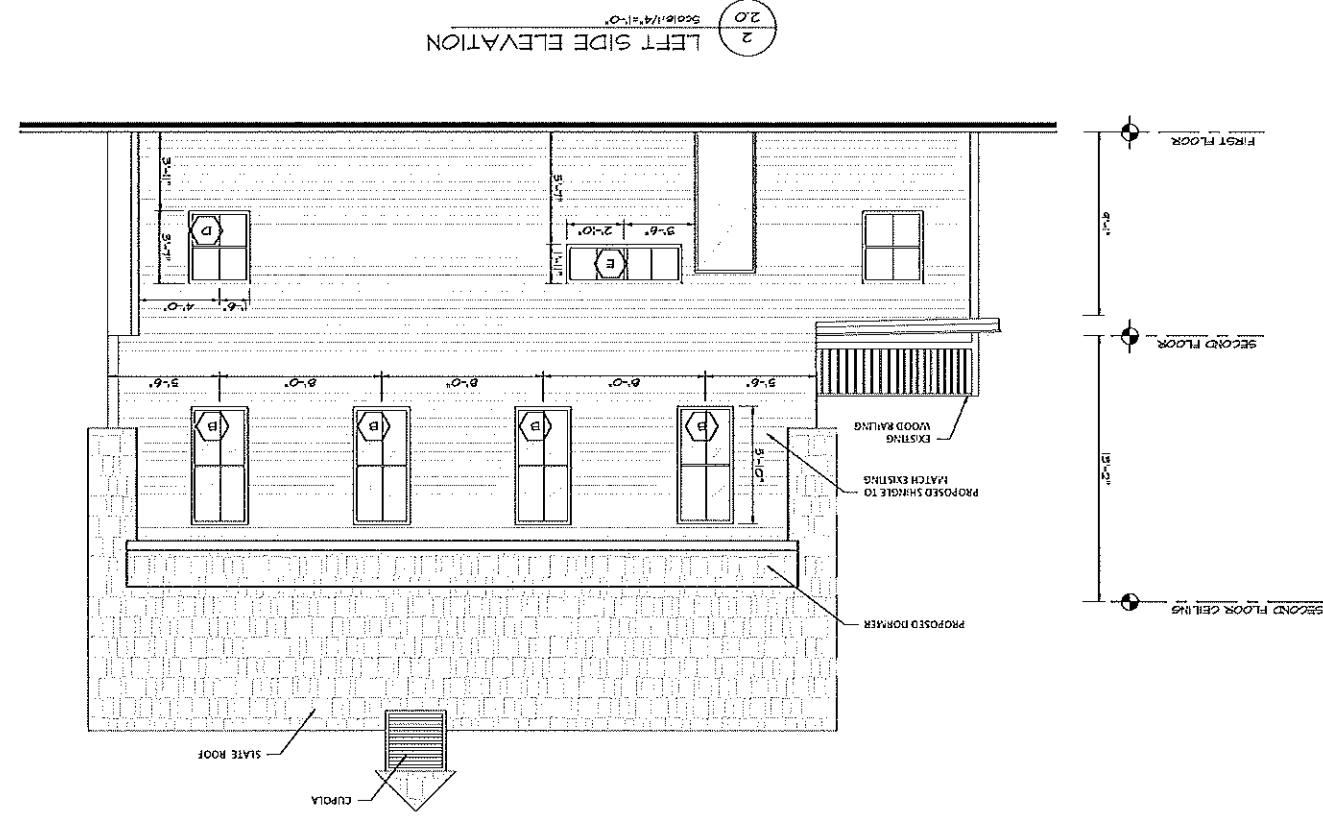 CUPOLA
SLATE ROOF
PROPOSED DORMER
SECOND FLOOR CEILING
PROPOSED SHINGLE TO
MATCH EXISTING
5'-10"
13'-2"
EXISTING
WOOD RAILING
B
B
B
B
5'-6"
8'-0"
8'-0"
8'-0"
5'-6"
SECOND FLOOR
1'-6"
4'-0"
E
1'-11"
3'-7"
D
3'-6"
2'-10"
9'-1"
5'-7"
3'-11"
FIRST FLOOR
2
2.0
LEFT SIDE ELEVATION
Scale:1/4"=1'-0"